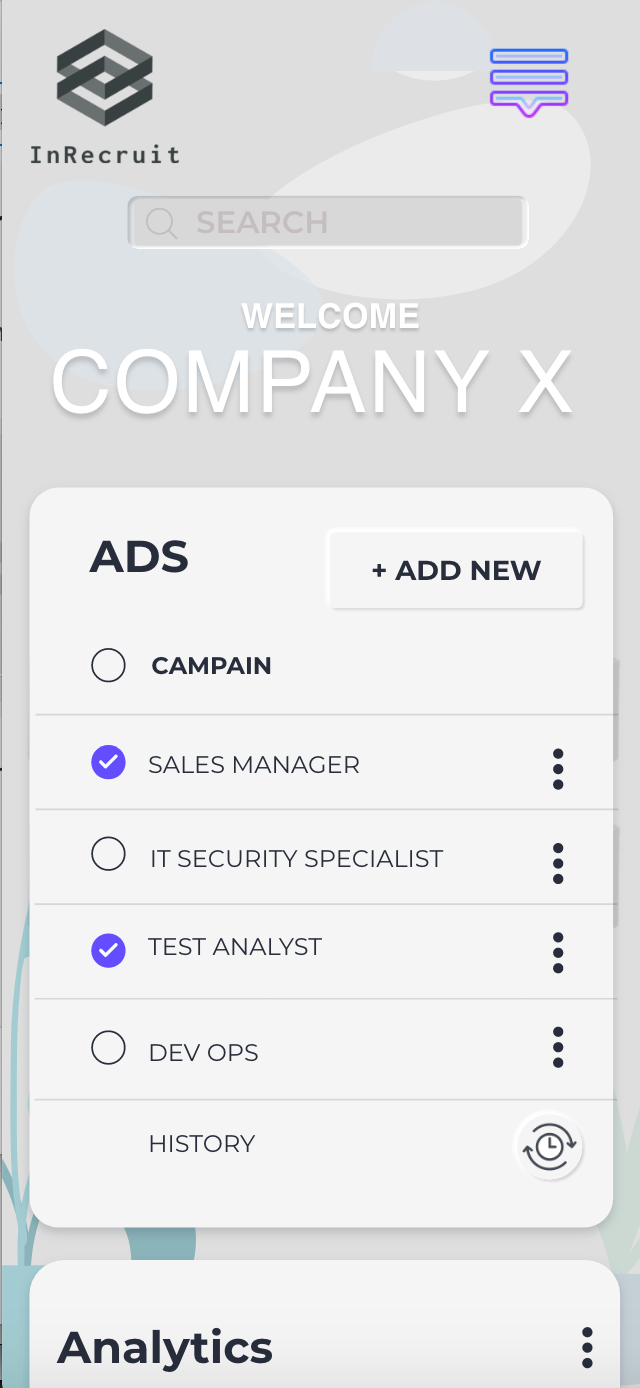 InRecruit
SEARCH
WELCOME
COMPANY X
ADS
+ ADD NEW
CAMPAIN
SALES MANAGER
IT SECURITY SPECIALIST
TEST ANALYST
DEV OPS
HISTORY
Analytics